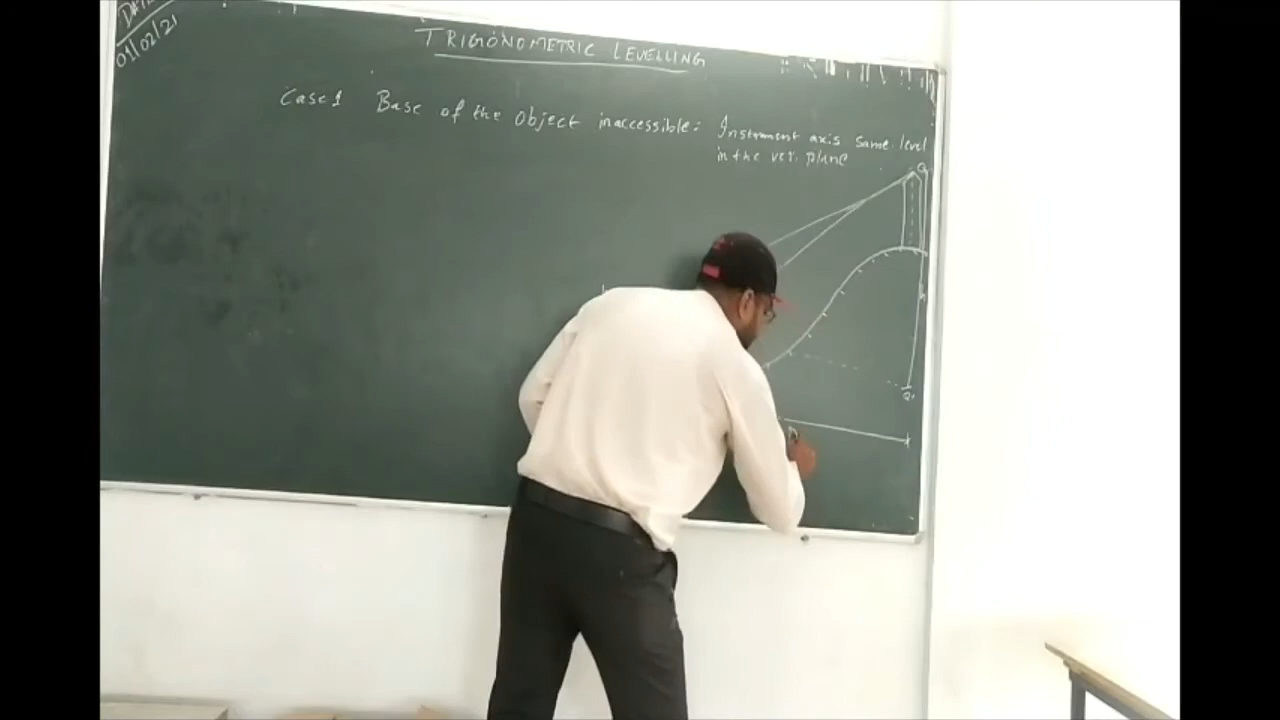 DATE
01/02/21
TRIGONOMETRIC LEVELLING
Case 1 Base of the Object inaccessible: Instrument axis same level
in the ver. plane
Q
Q'
D